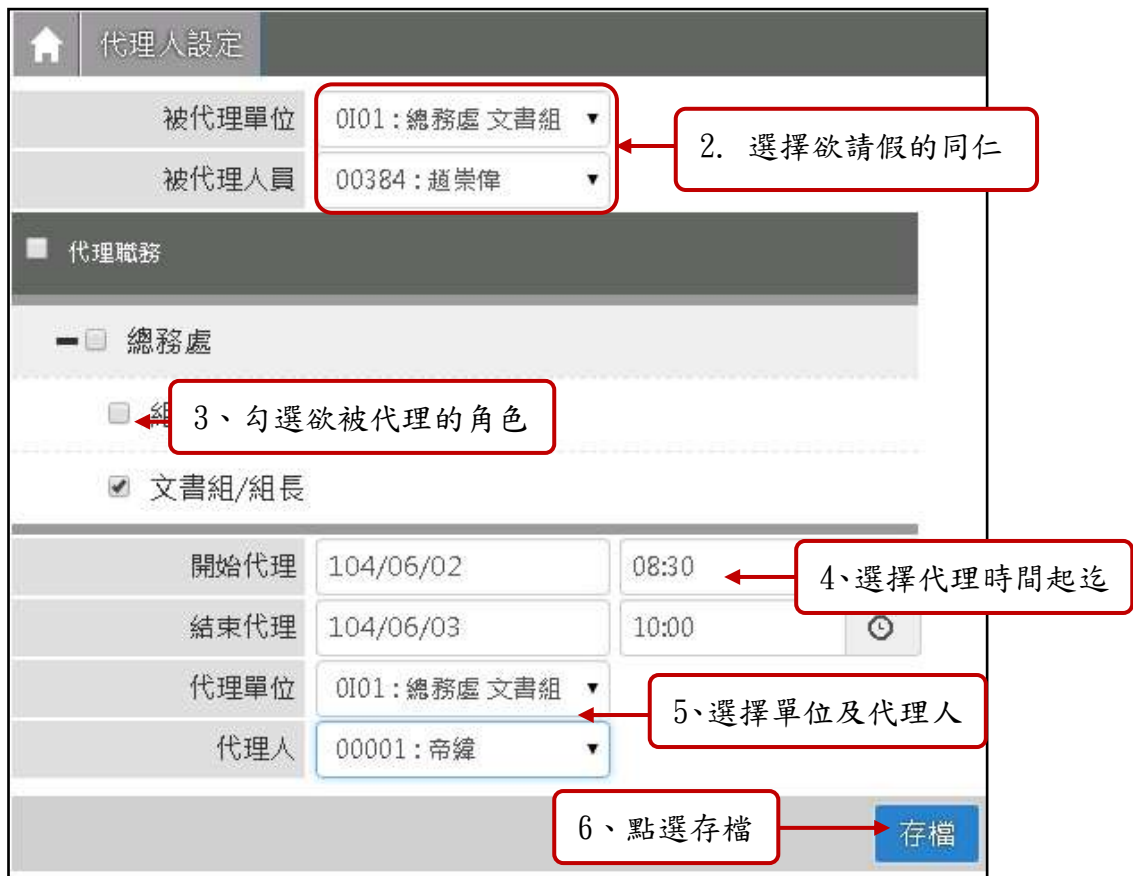 代理人設定
被代理單位 0I01:總務處 文書組
2. 選擇欲請假的同仁
被代理人員 00384:趙崇偉
代理職務
總務處
3、勾選欲被代理的角色
文書組/組長
開始代理 104/06/02 08:30
4、選擇代理時間起迄
結束代理 104/06/03 10:00
代理單位 0I01:總務處 文書組
5、選擇單位及代理人
代理人 00001:帝緯
6、點選存檔
存檔